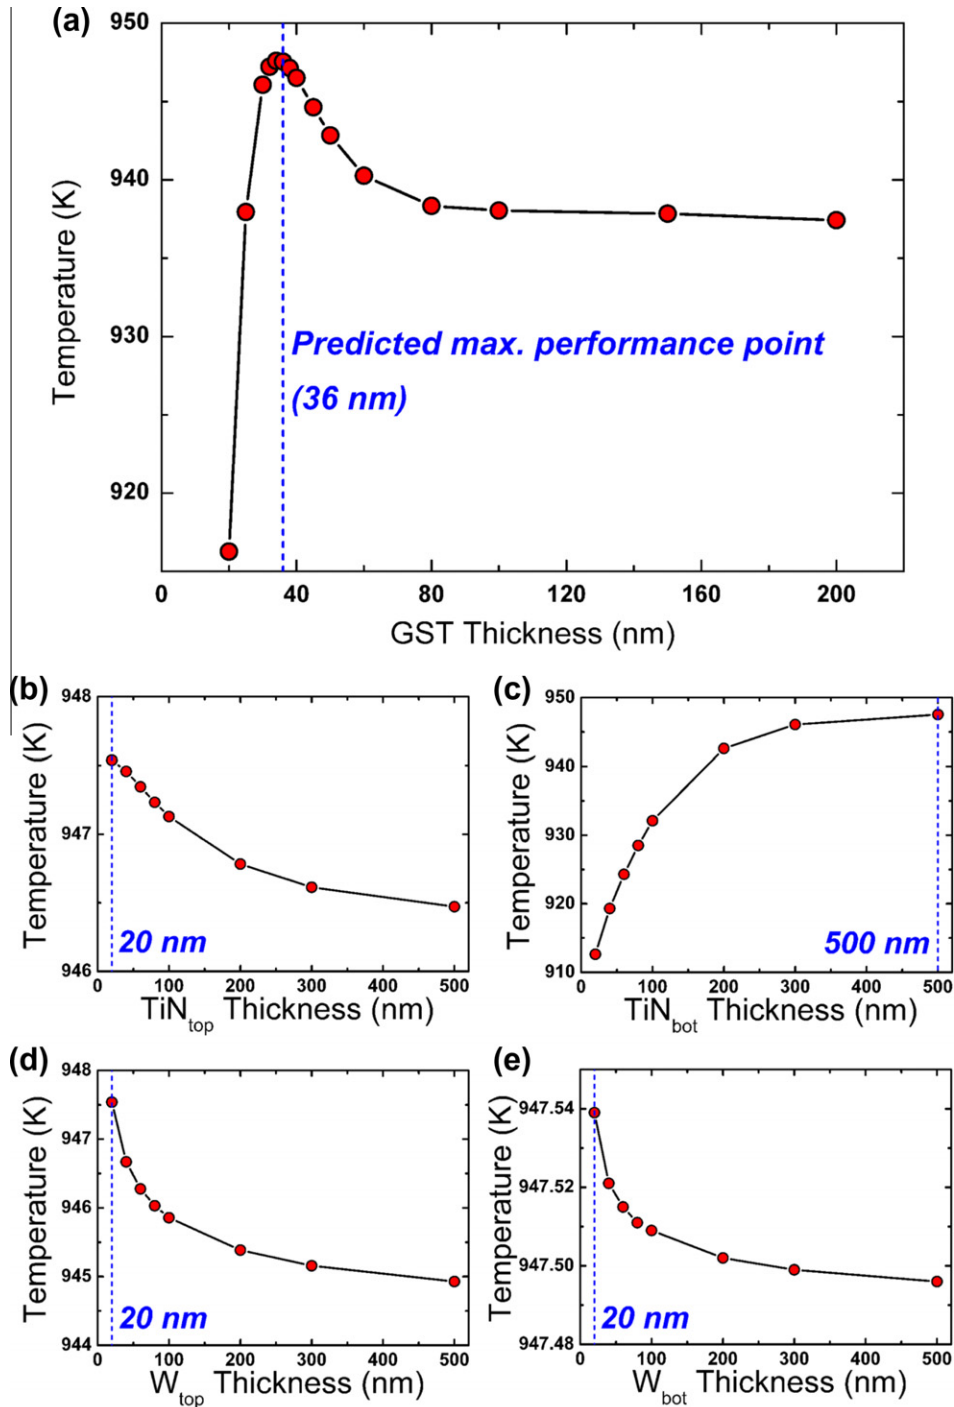 (a)
950
940
930
920
Temperature (K)
Predicted max. performance point
(36 nm)
0 40 80 120 160 200
GST Thickness (nm)
(b)
948
947
946
Temperature (K)
20 nm
0 100 200 300 400 500
TiNtop Thickness (nm)
(c)
950
940
930
920
910
Temperature (K)
500 nm
0 100 200 300 400 500
TiNbot Thickness (nm)
(d)
948
947
946
945
944
Temperature (K)
20 nm
0 100 200 300 400 500
Wtop Thickness (nm)
(e)
947.54
947.52
947.50
947.48
Temperature (K)
20 nm
0 100 200 300 400 500
Wbot Thickness (nm)